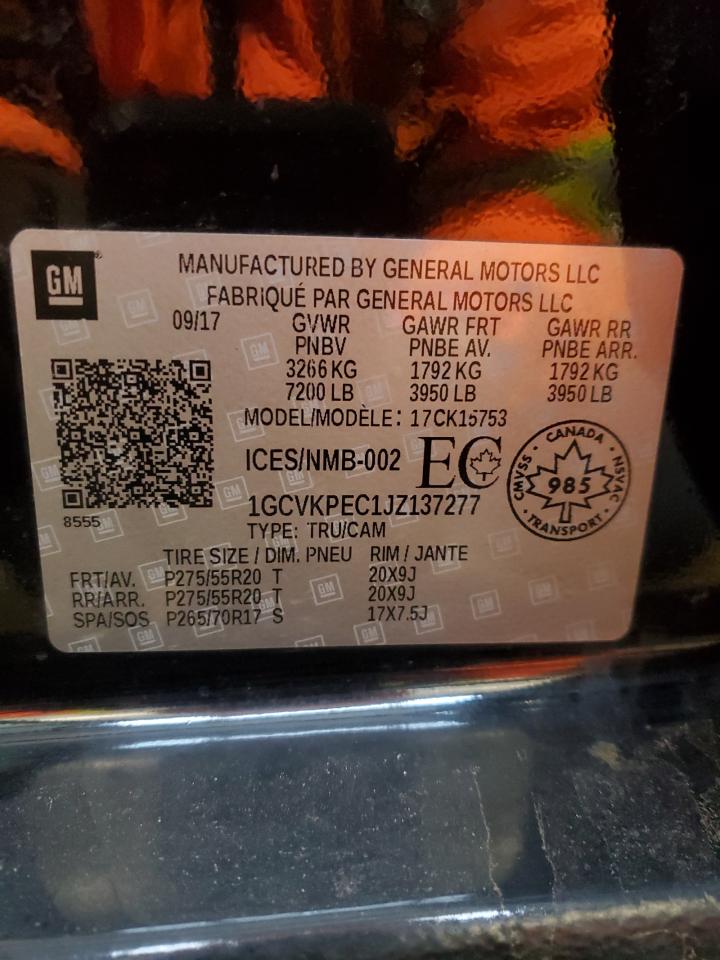 GM
MANUFACTURED BY GENERAL MOTORS LLC
FABRIQUÉ PAR GENERAL MOTORS LLC
09/17 GVWR GAWR FRT GAWR RR
PNBV PNBE AV. PNBE ARR.
3266 KG 1792 KG 1792 KG
7200 LB 3950 LB 3950 LB
MODEL/MODÈLE: 17CK15753
ICES/NMB-002 EC
CANADA
CMVSS · 985 · NSVAC
TRANSPORT
1GCVKPEC1JZ137277
8555
TYPE: TRU/CAM
TIRE SIZE / DIM. PNEU RIM / JANTE
FRT/AV. P275/55R20 T 20X9J
RR/ARR. P275/55R20 T 20X9J
SPA/SOS P265/70R17 S 17X7.5J